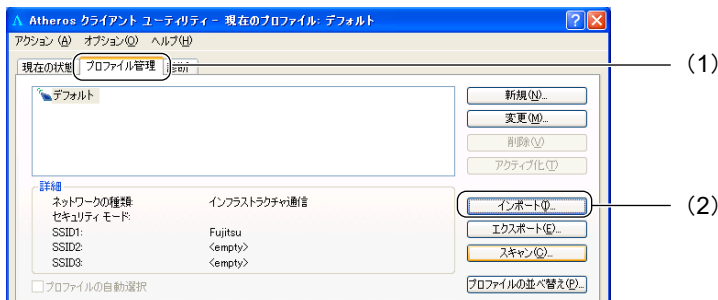 Atheros クライアント ユーティリティ - 現在のプロファイル: デフォルト
アクション(A) オプション(O) ヘルプ(H)
現在の状態 プロファイル管理 診断
(1)
デフォルト
新規(N)...
変更(M)...
削除(V)
アクティブ化(T)
詳細
ネットワークの種類: インフラストラクチャ通信
セキュリティ モード:
SSID1: Fujitsu
SSID2: <empty>
SSID3: <empty>
インポート(I)...
(2)
エクスポート(E)...
スキャン(C)...
プロファイルの自動選択
プロファイルの並べ替え(P)...